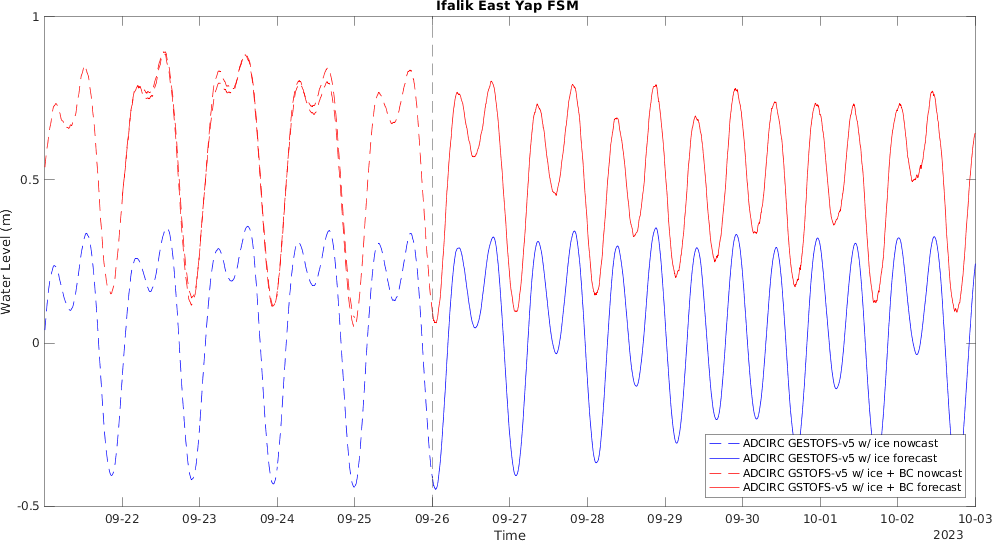 Ifalik East Yap FSM
1
0.5
0
-0.5
Water Level (m)
ADCIRC GESTOFS-v5 w/ ice nowcast
ADCIRC GESTOFS-v5 w/ ice forecast
ADCIRC GSTOFS-v5 w/ ice + BC nowcast
ADCIRC GSTOFS-v5 w/ ice + BC forecast
09-22 09-23 09-24 09-25 09-26 09-27 09-28 09-29 09-30 10-01 10-02 10-03
Time
2023